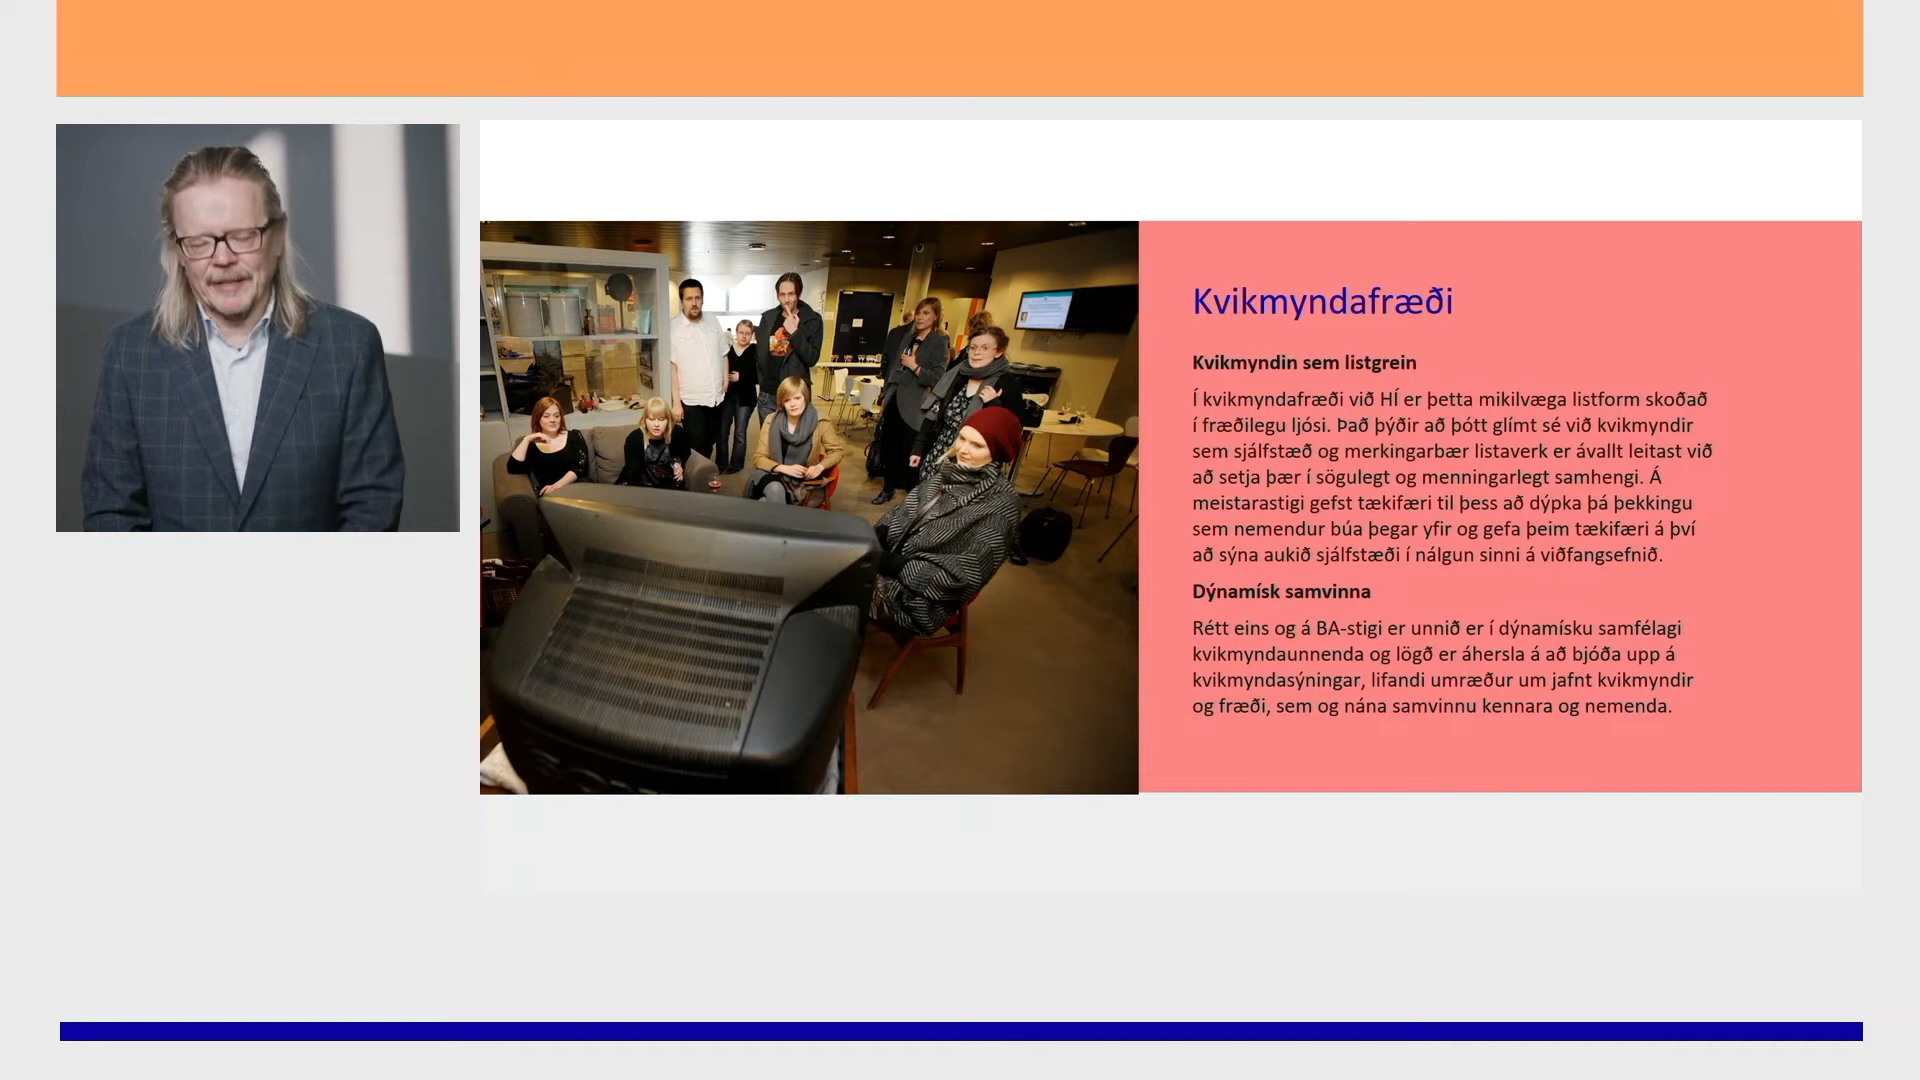 Kvikmyndafræði
Kvikmyndin sem listgrein
Í kvikmyndafræði við HÍ er þetta mikilvæga listform skoðað
í fræðilegu ljósi. Það þýðir að þótt glímt sé við kvikmyndir
sem sjálfstæð og merkingarbær listaverk er ávallt leitast við
að setja þær í sögulegt og menningarlegt samhengi. Á
meistarastigi gefst tækifæri til þess að dýpka þá þekkingu
sem nemendur búa þegar yfir og gefa þeim tækifæri á því
að sýna aukið sjálfstæði í nálgun sinni á viðfangsefnið.
Dýnamísk samvinna
Rétt eins og á BA-stigi er unnið er í dýnamísku samfélagi
kvikmyndaunnenda og lögð er áhersla á að bjóða upp á
kvikmyndasýningar, lifandi umræður um jafnt kvikmyndir
og fræði, sem og nána samvinnu kennara og nemenda.